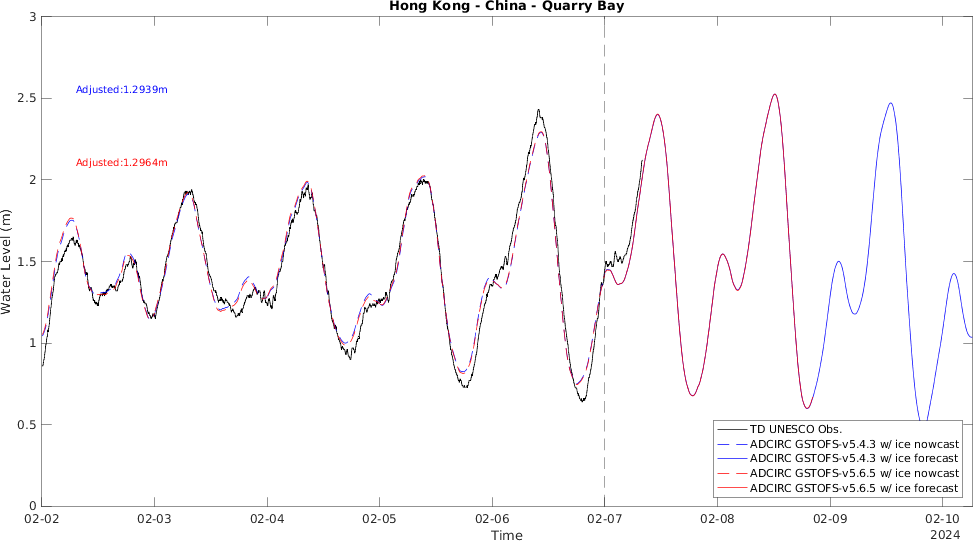 Hong Kong - China - Quarry Bay
3
2.5
2
1.5
1
0.5
0
Water Level (m)
Adjusted:1.2939m
Adjusted:1.2964m
TD UNESCO Obs.
ADCIRC GSTOFS-v5.4.3 w/ ice nowcast
ADCIRC GSTOFS-v5.4.3 w/ ice forecast
ADCIRC GSTOFS-v5.6.5 w/ ice nowcast
ADCIRC GSTOFS-v5.6.5 w/ ice forecast
02-02 02-03 02-04 02-05 02-06 02-07 02-08 02-09 02-10
Time
2024